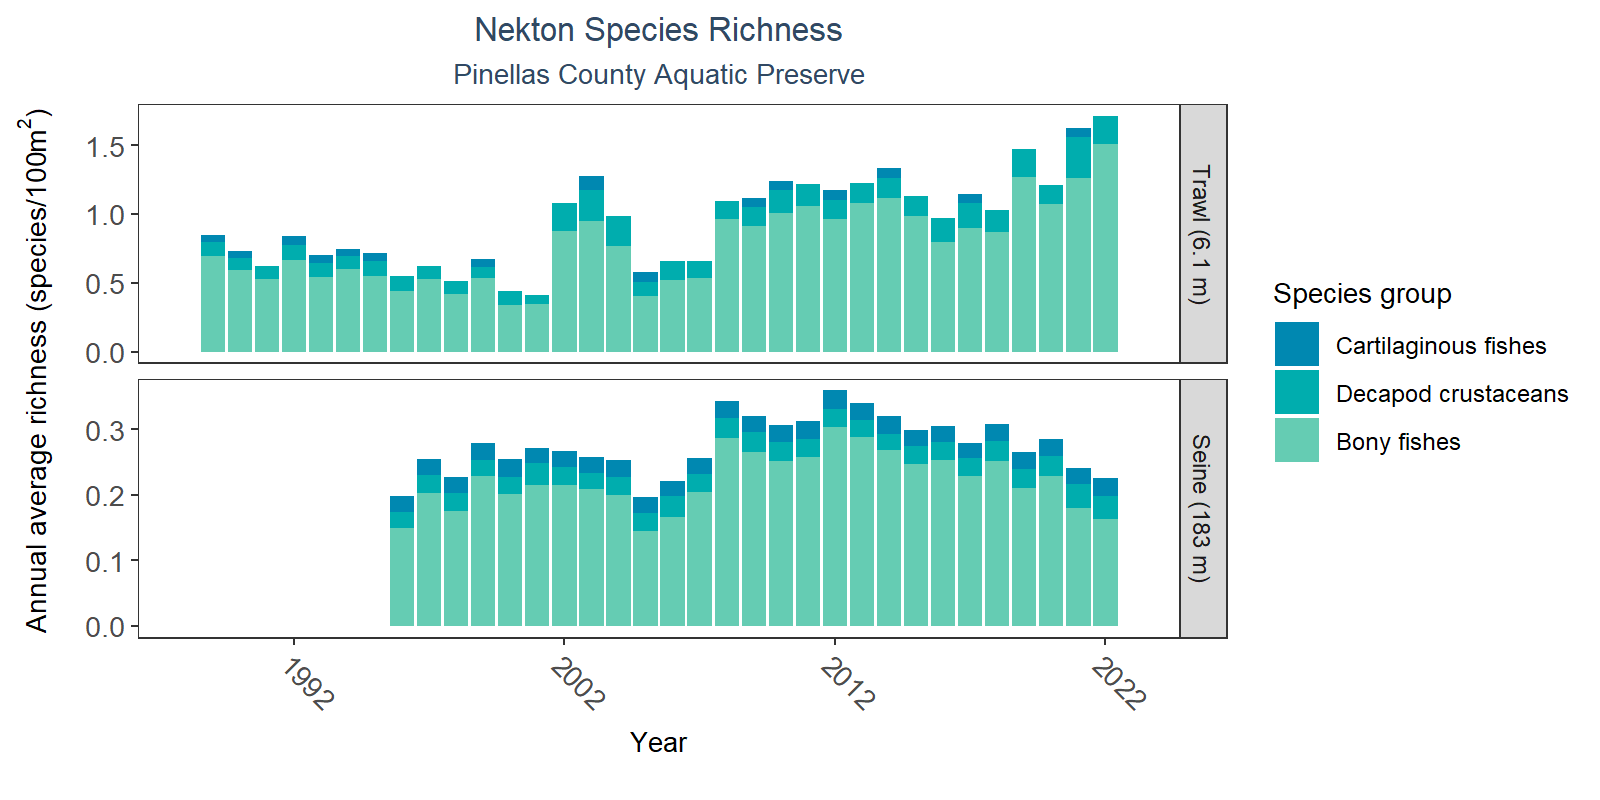 Nekton Species Richness
Pinellas County Aquatic Preserve
Annual average richness (species/100m²)
1.5
1.0
0.5
0.0
Trawl (6.1 m)
0.3
0.2
0.1
0.0
Seine (183 m)
1992
2002
2012
2022
Year
Species group
Cartilaginous fishes
Decapod crustaceans
Bony fishes